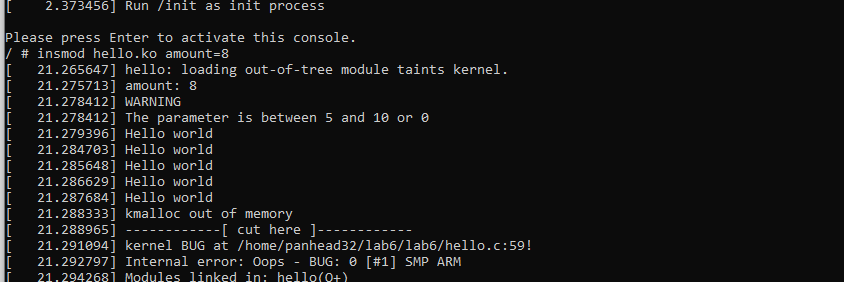 [    2.373456] Run /init as init process
Please press Enter to activate this console.
/ # insmod hello.ko amount=8
[   21.265647] hello: loading out-of-tree module taints kernel.
[   21.275713] amount: 8
[   21.278412] WARNING
[   21.278412] The parameter is between 5 and 10 or 0
[   21.279396] Hello world
[   21.284703] Hello world
[   21.285648] Hello world
[   21.286629] Hello world
[   21.287684] Hello world
[   21.288333] kmalloc out of memory
[   21.288965] ------------[ cut here ]------------
[   21.291094] kernel BUG at /home/panhead32/lab6/lab6/hello.c:59!
[   21.292797] Internal error: Oops - BUG: 0 [#1] SMP ARM
[   21.294268] Modules linked in: hello(O+)